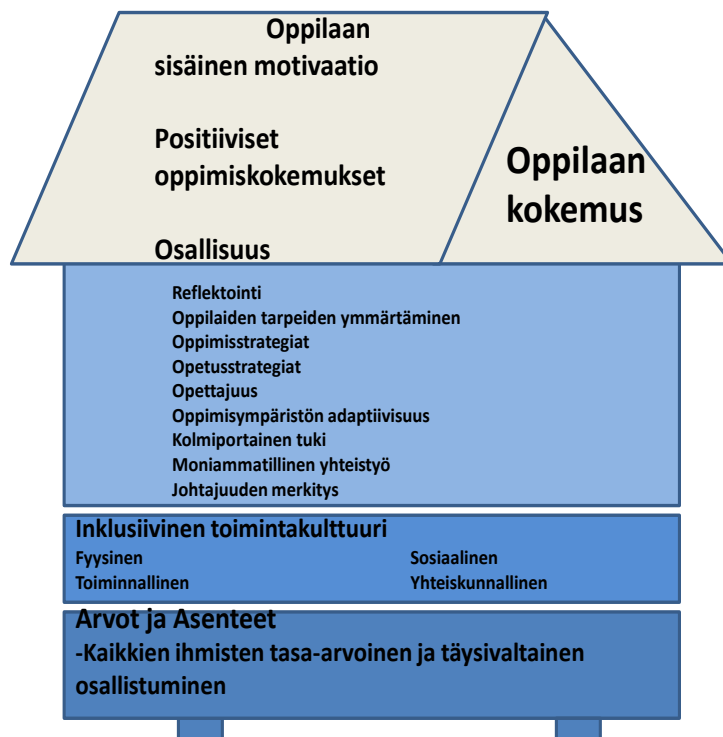 Oppilaan
sisäinen motivaatio
Positiiviset
oppimiskokemukset
Osallisuus
Oppilaan
kokemus
Reflektointi
Oppilaiden tarpeiden ymmärtäminen
Oppimisstrategiat
Opetusstrategiat
Opettajuus
Oppimisympäristön adaptiivisuus
Kolmiportainen tuki
Moniammatillinen yhteistyö
Johtajuuden merkitys
Inklusiivinen toimintakulttuuri
Fyysinen Sosiaalinen
Toiminnallinen Yhteiskunnallinen
Arvot ja Asenteet
-Kaikkien ihmisten tasa-arvoinen ja täysivaltainen
osallistuminen